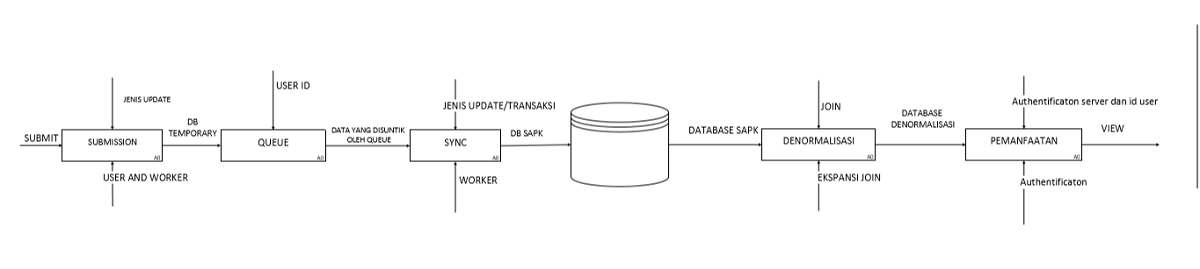 SUBMIT
JENIS UPDATE
SUBMISSION
A0
USER AND WORKER
DB
TEMPORARY
USER ID
QUEUE
A0
DATA YANG DISUNTIK
OLEH QUEUE
JENIS UPDATE/TRANSAKSI
SYNC
A0
WORKER
DB SAPK
DATABASE SAPK
JOIN
DENORMALISASI
A0
EKSPANSI JOIN
DATABASE
DENORMALISASI
Authentificaton server dan id user
PEMANFAATAN
A0
Authentificaton
VIEW